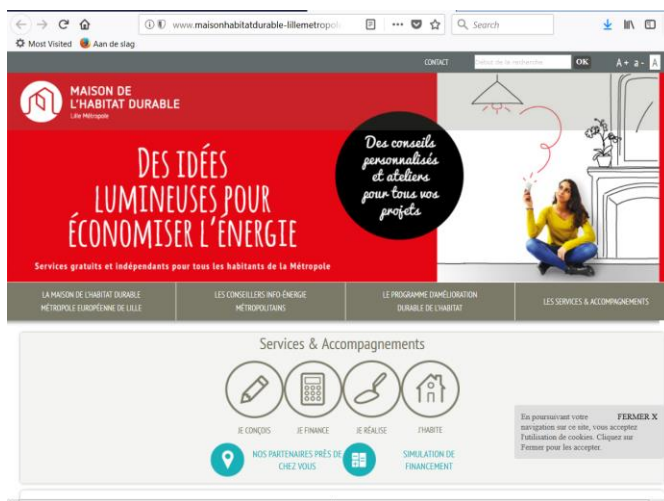 www.maisonhabitatdurable-lillemetropol
Search
Most Visited
Aan de slag
CONTACT
Début de la recherche
OK
A+ a- A
MAISON DE
L'HABITAT DURABLE
Lille Métropole
DES IDÉES
LUMINEUSES POUR
ÉCONOMISER L'ÉNERGIE
Services gratuits et indépendants pour tous les habitants de la Métropole
Des conseils
personnalisés
et ateliers
pour tous vos
projets
LA MAISON DE L'HABITAT DURABLE
MÉTROPOLE EUROPÉENNE DE LILLE
LES CONSEILLERS INFO-ÉNERGIE
MÉTROPOLITAINS
LE PROGRAMME D'AMÉLIORATION
DURABLE DE L'HABITAT
LES SERVICES & ACCOMPAGNEMENTS
Services & Accompagnements
JE CONÇOIS
JE FINANCE
JE RÉALISE
J'HABITE
NOS PARTENAIRES PRÈS DE
CHEZ VOUS
SIMULATION DE
FINANCEMENT
FERMER X
En poursuivant votre
navigation sur ce site, vous acceptez
l'utilisation de cookies. Cliquez sur
Fermer pour les accepter.